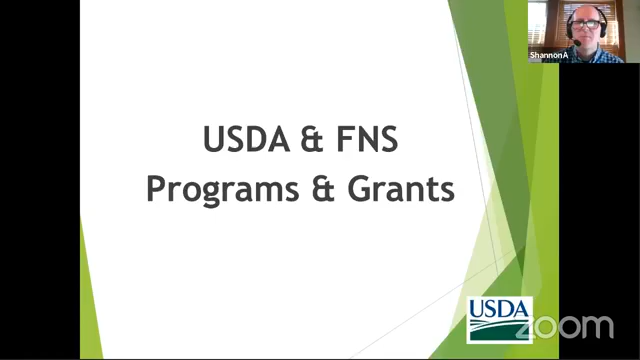 ShannonA
USDA & FNS
Programs & Grants
USDA
zoom